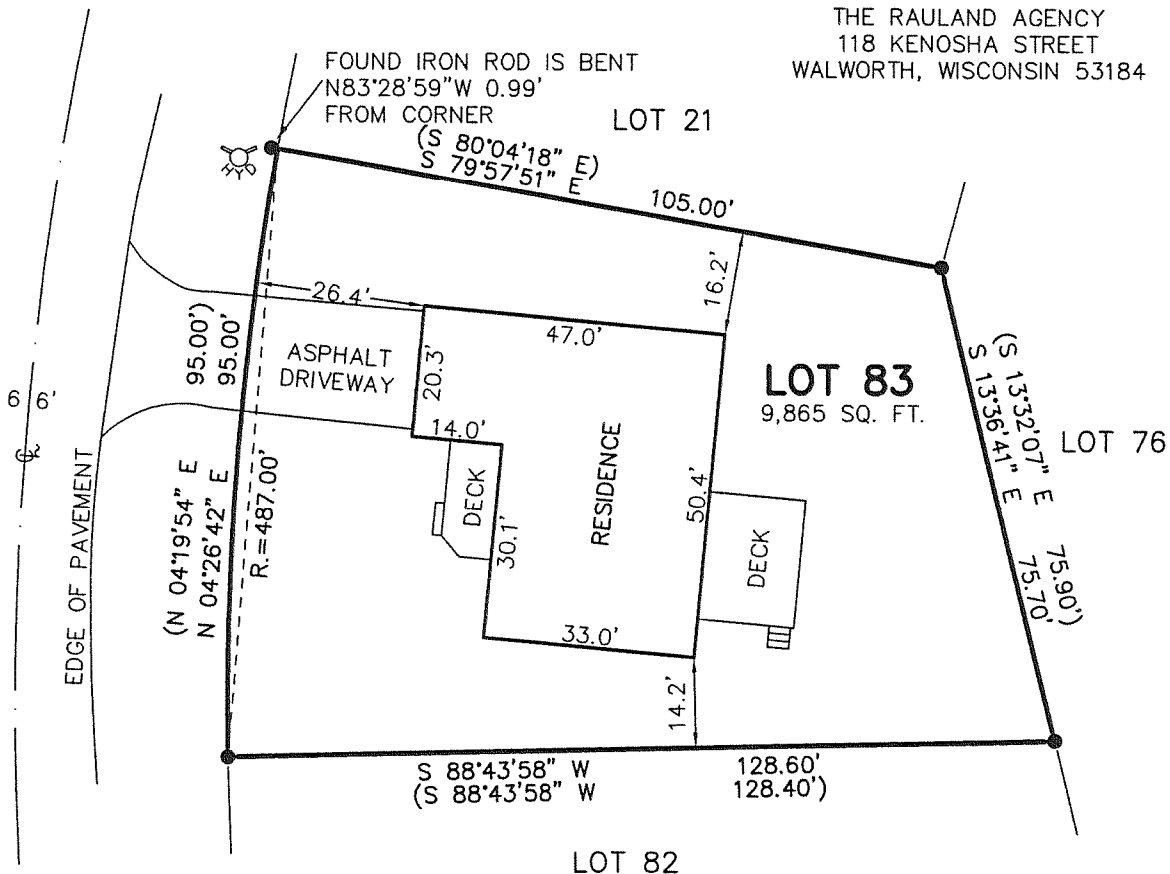 THE RAULAND AGENCY
118 KENOSHA STREET
WALWORTH, WISCONSIN 53184
FOUND IRON ROD IS BENT
N83°28'59"W 0.99'
FROM CORNER
LOT 21
(S 80°04'18" E)
S 79°57'51" E
105.00'
HY
16.2'
26.4'
47.0'
95.00')
95.00'
ASPHALT
DRIVEWAY
20.3'
LOT 83
9,865 SQ. FT.
(S 13°32'07" E 75.90')
S 13°36'41" E 75.70'
LOT 76
66'
14.0'
DECK
RESIDENCE
50.4'
EDGE OF PAVEMENT
(N 04°19'54" E
N 04°26'42" E
R.=487.00'
30.1'
DECK
33.0'
14.2'
S 88°43'58" W 128.60'
(S 88°43'58" W 128.40')
LOT 82